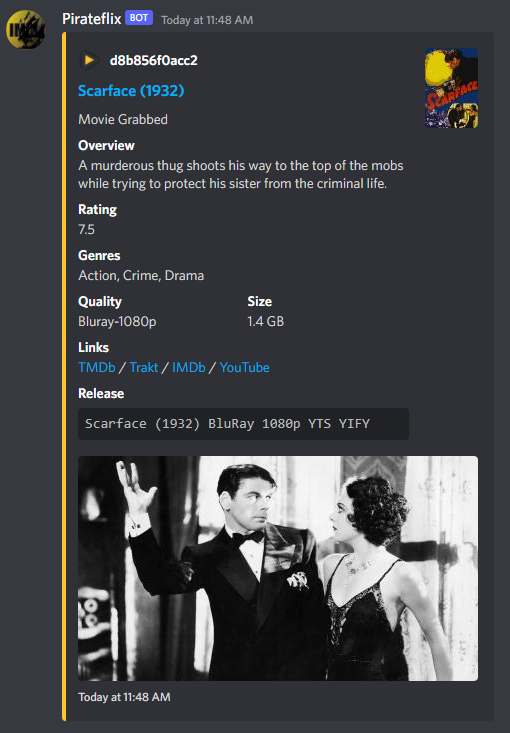 Pirateflix BOT Today at 11:48 AM
d8b856f0acc2
Scarface (1932)
Movie Grabbed
Overview
A murderous thug shoots his way to the top of the mobs
while trying to protect his sister from the criminal life.
Rating
7.5
Genres
Action, Crime, Drama
Quality Size
Bluray-1080p 1.4 GB
Links
TMDb / Trakt / IMDb / YouTube
Release
Scarface (1932) BluRay 1080p YTS YIFY
Today at 11:48 AM
SCARFACE